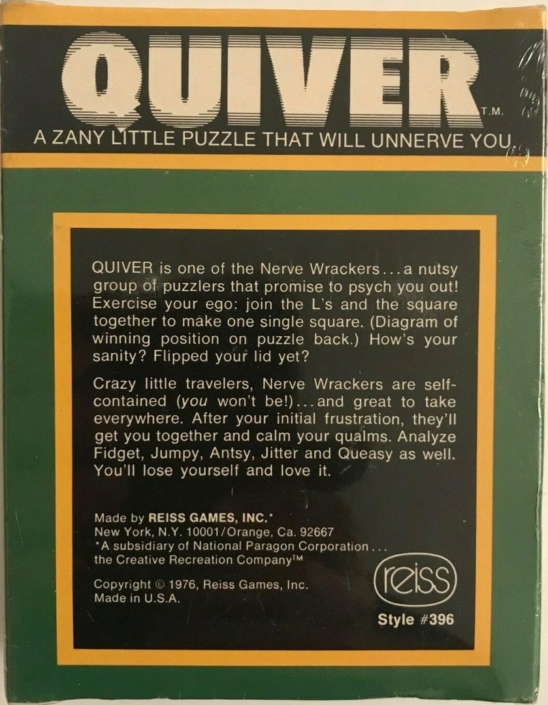 QUIVER T.M.
A ZANY LITTLE PUZZLE THAT WILL UNNERVE YOU
QUIVER is one of the Nerve Wrackers...a nutsy
group of puzzlers that promise to psych you out!
Exercise your ego: join the L's and the square
together to make one single square. (Diagram of
winning position on puzzle back.) How's your
sanity? Flipped your lid yet?
Crazy little travelers, Nerve Wrackers are self-
contained (you won't be!)...and great to take
everywhere. After your initial frustration, they'll
get you together and calm your qualms. Analyze
Fidget, Jumpy, Antsy, Jitter and Queasy as well.
You'll lose yourself and love it.
Made by REISS GAMES, INC.*
New York, N.Y. 10001/Orange, Ca. 92667
*A subsidiary of National Paragon Corporation...
the Creative Recreation Company™
Copyright © 1976, Reiss Games, Inc.
Made in U.S.A.
reiss
Style #396